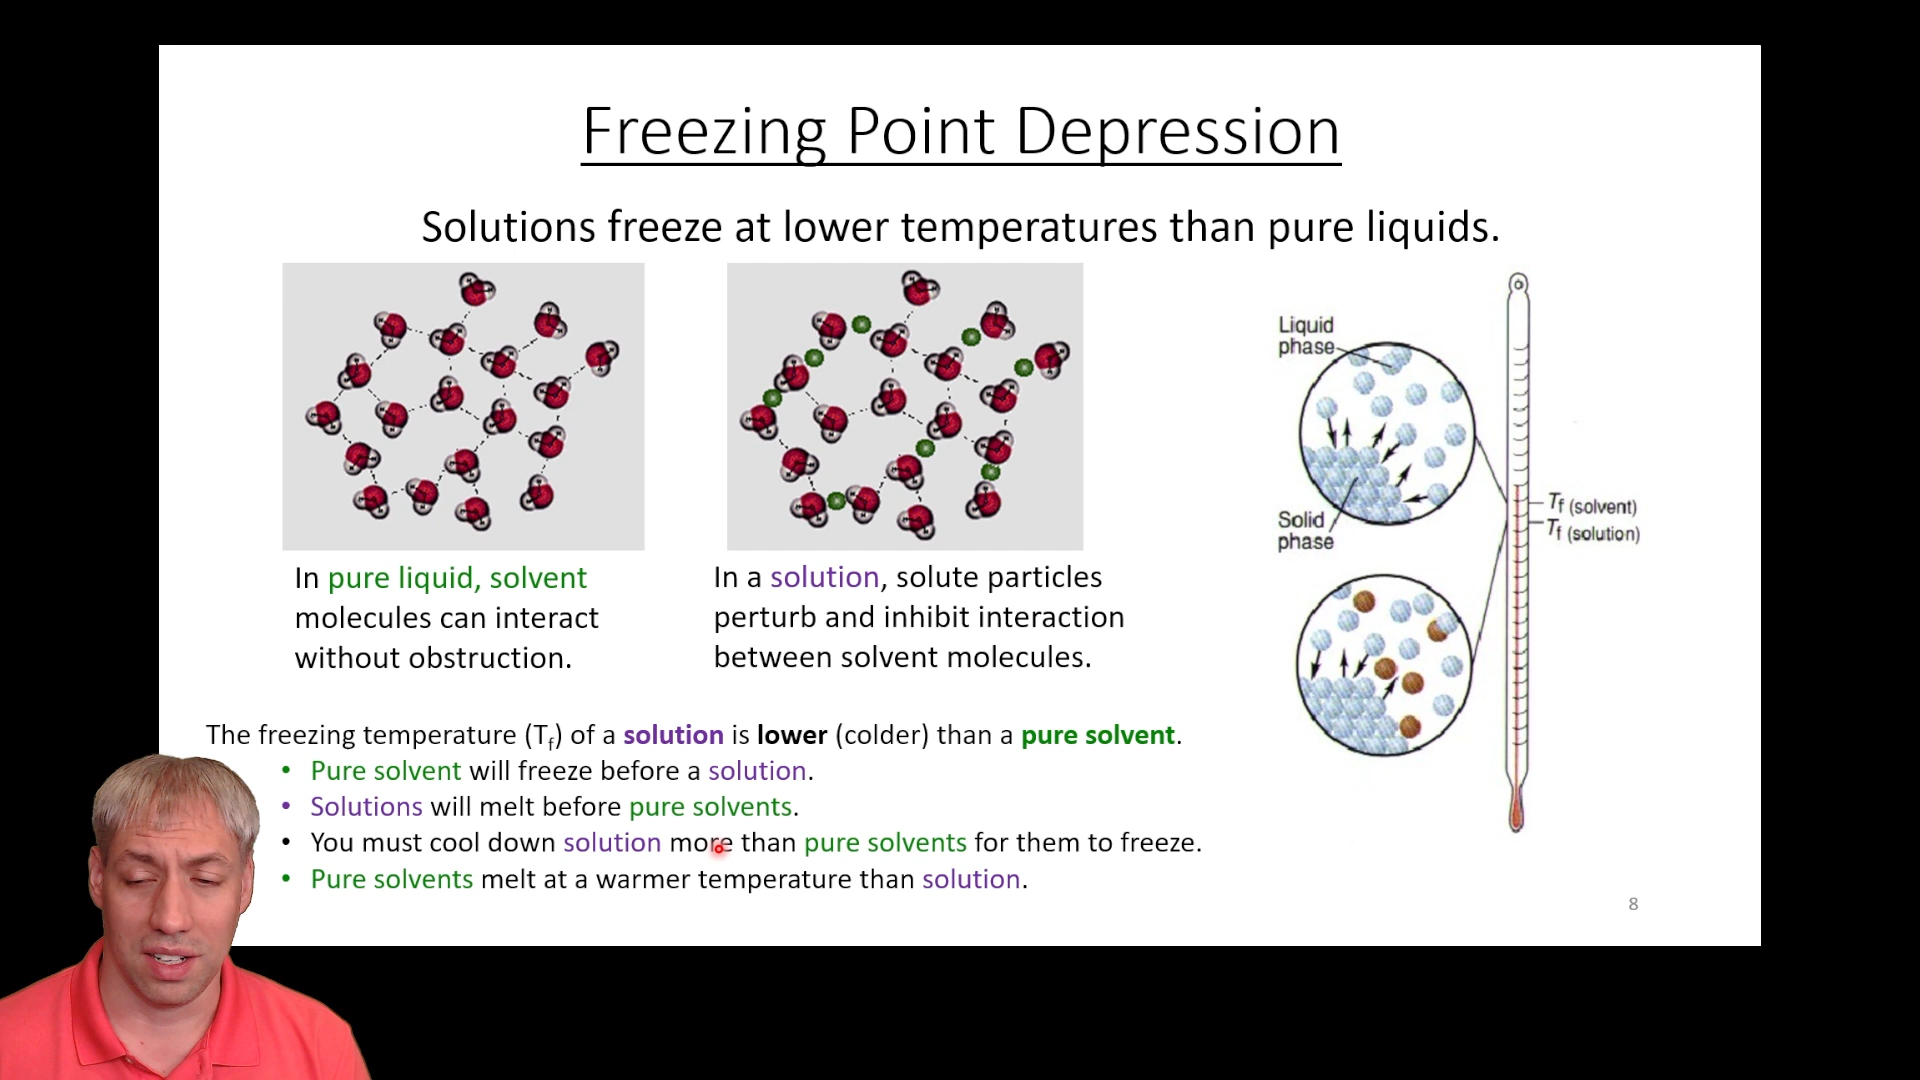 Freezing Point Depression
Solutions freeze at lower temperatures than pure liquids.
In pure liquid, solvent
molecules can interact
without obstruction.
In a solution, solute particles
perturb and inhibit interaction
between solvent molecules.
Liquid
phase
Solid
phase
Tf (solvent)
Tf (solution)
The freezing temperature (Tf) of a solution is lower (colder) than a pure solvent.
• Pure solvent will freeze before a solution.
• Solutions will melt before pure solvents.
• You must cool down solution more than pure solvents for them to freeze.
• Pure solvents melt at a warmer temperature than solution.
8